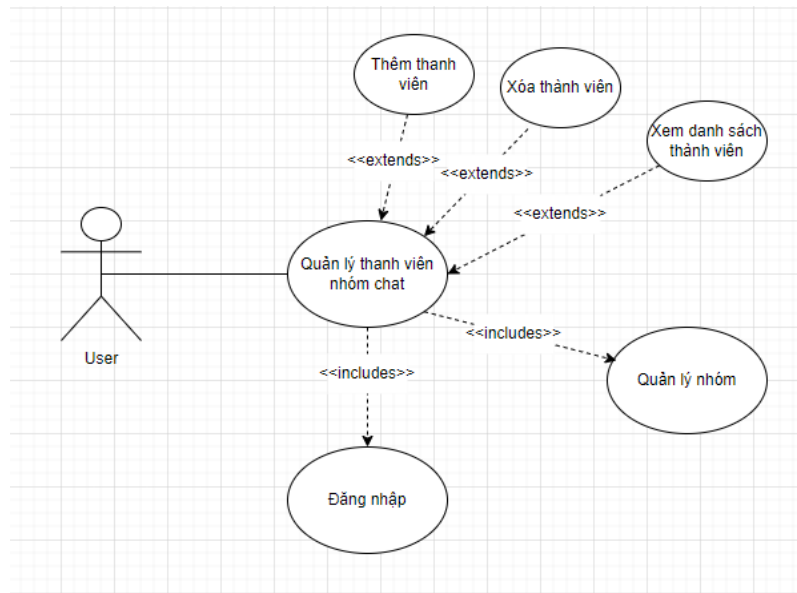 Thêm thanh
viên
Xóa thành viên
Xem danh sách
thành viên
<<extends>>
<<extends>>
<<extends>>
Quản lý thanh viên
nhóm chat
User
<<includes>>
<<includes>>
Quản lý nhóm
Đăng nhập